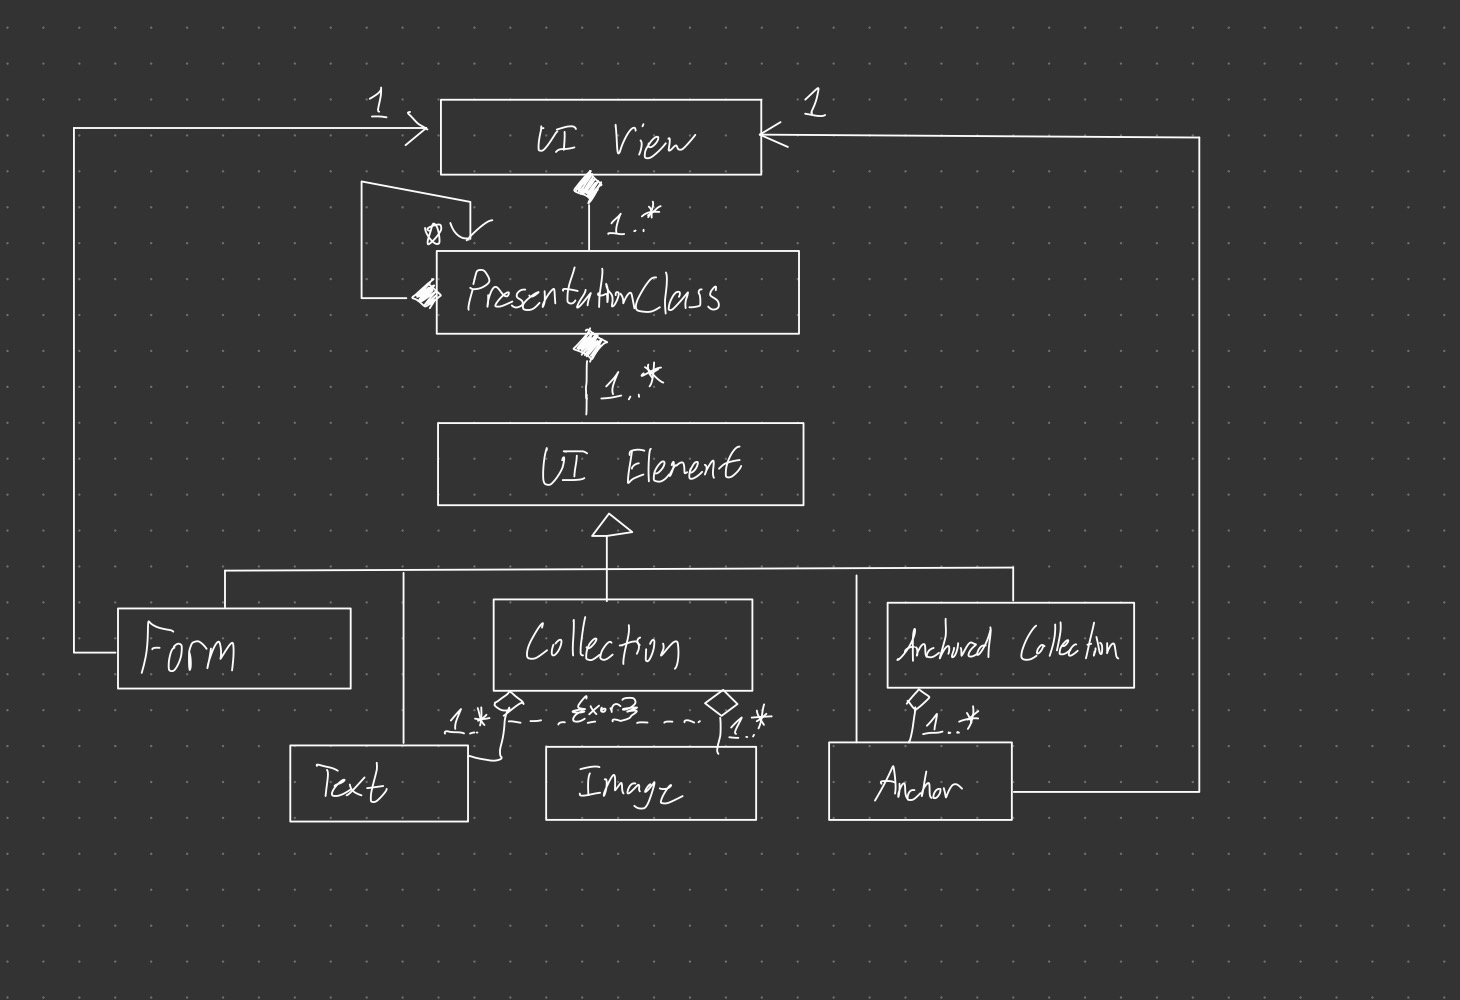 1
1
UI View
1..*
PresentationClass
1..*
UI Element
Form
Collection
Anchored Collection
{xor}
1..*
1..*
1..*
Text
Image
Anchor